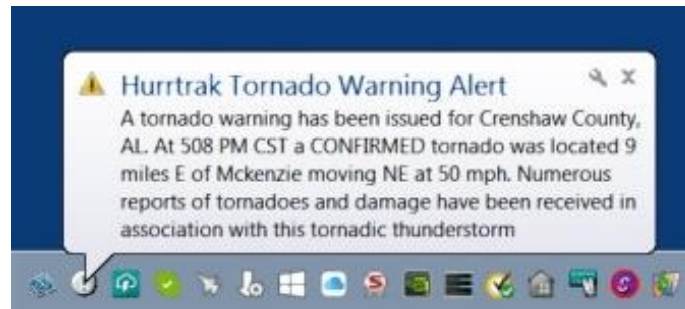 Hurrtrak Tornado Warning Alert
A tornado warning has been issued for Crenshaw County,
AL. At 508 PM CST a CONFIRMED tornado was located 9
miles E of Mckenzie moving NE at 50 mph. Numerous
reports of tornadoes and damage have been received in
association with this tornadic thunderstorm